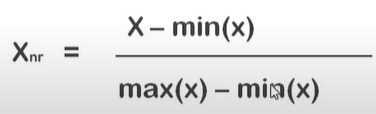 X – min(x)
Xnr =
max(x) – min(x)